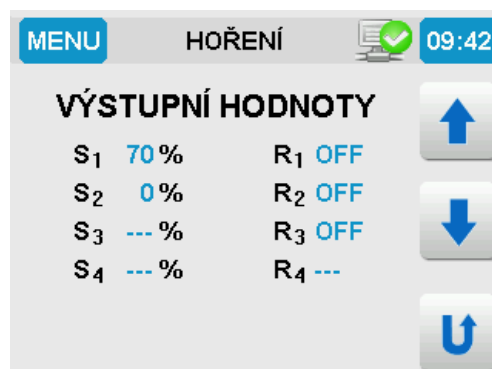 MENU HOŘENÍ 09:42
VÝSTUPNÍ HODNOTY
S1 70 % R1 OFF
S2 0 % R2 OFF
S3 --- % R3 OFF
S4 --- % R4 ---